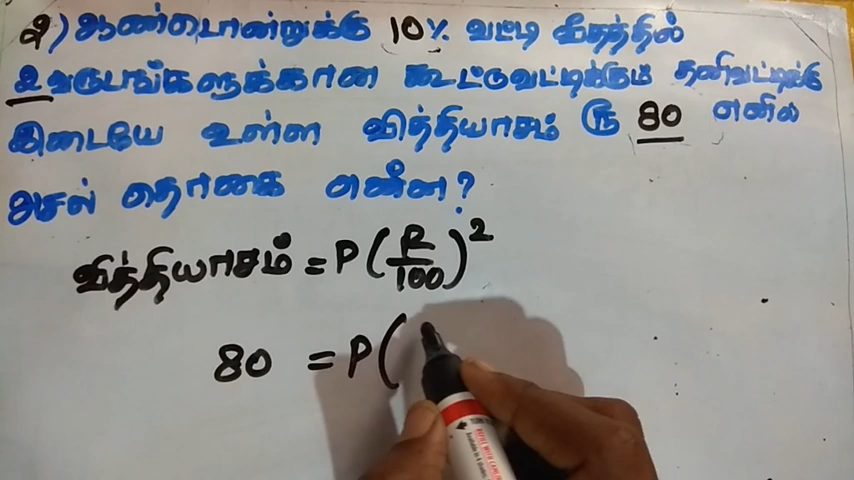 2) ஆண்டொன்றுக்கு 10% வட்டி வீதத்தில்
2 வருடங்களுக்கான கூட்டுவட்டிக்கும் தனிவட்டிக்கு
இடையே உள்ள வித்தியாசம் ரூ 80 எனில
அசல் தொகை என்ன?
வித்தியாசம் = P(R/100)²
80 = P(